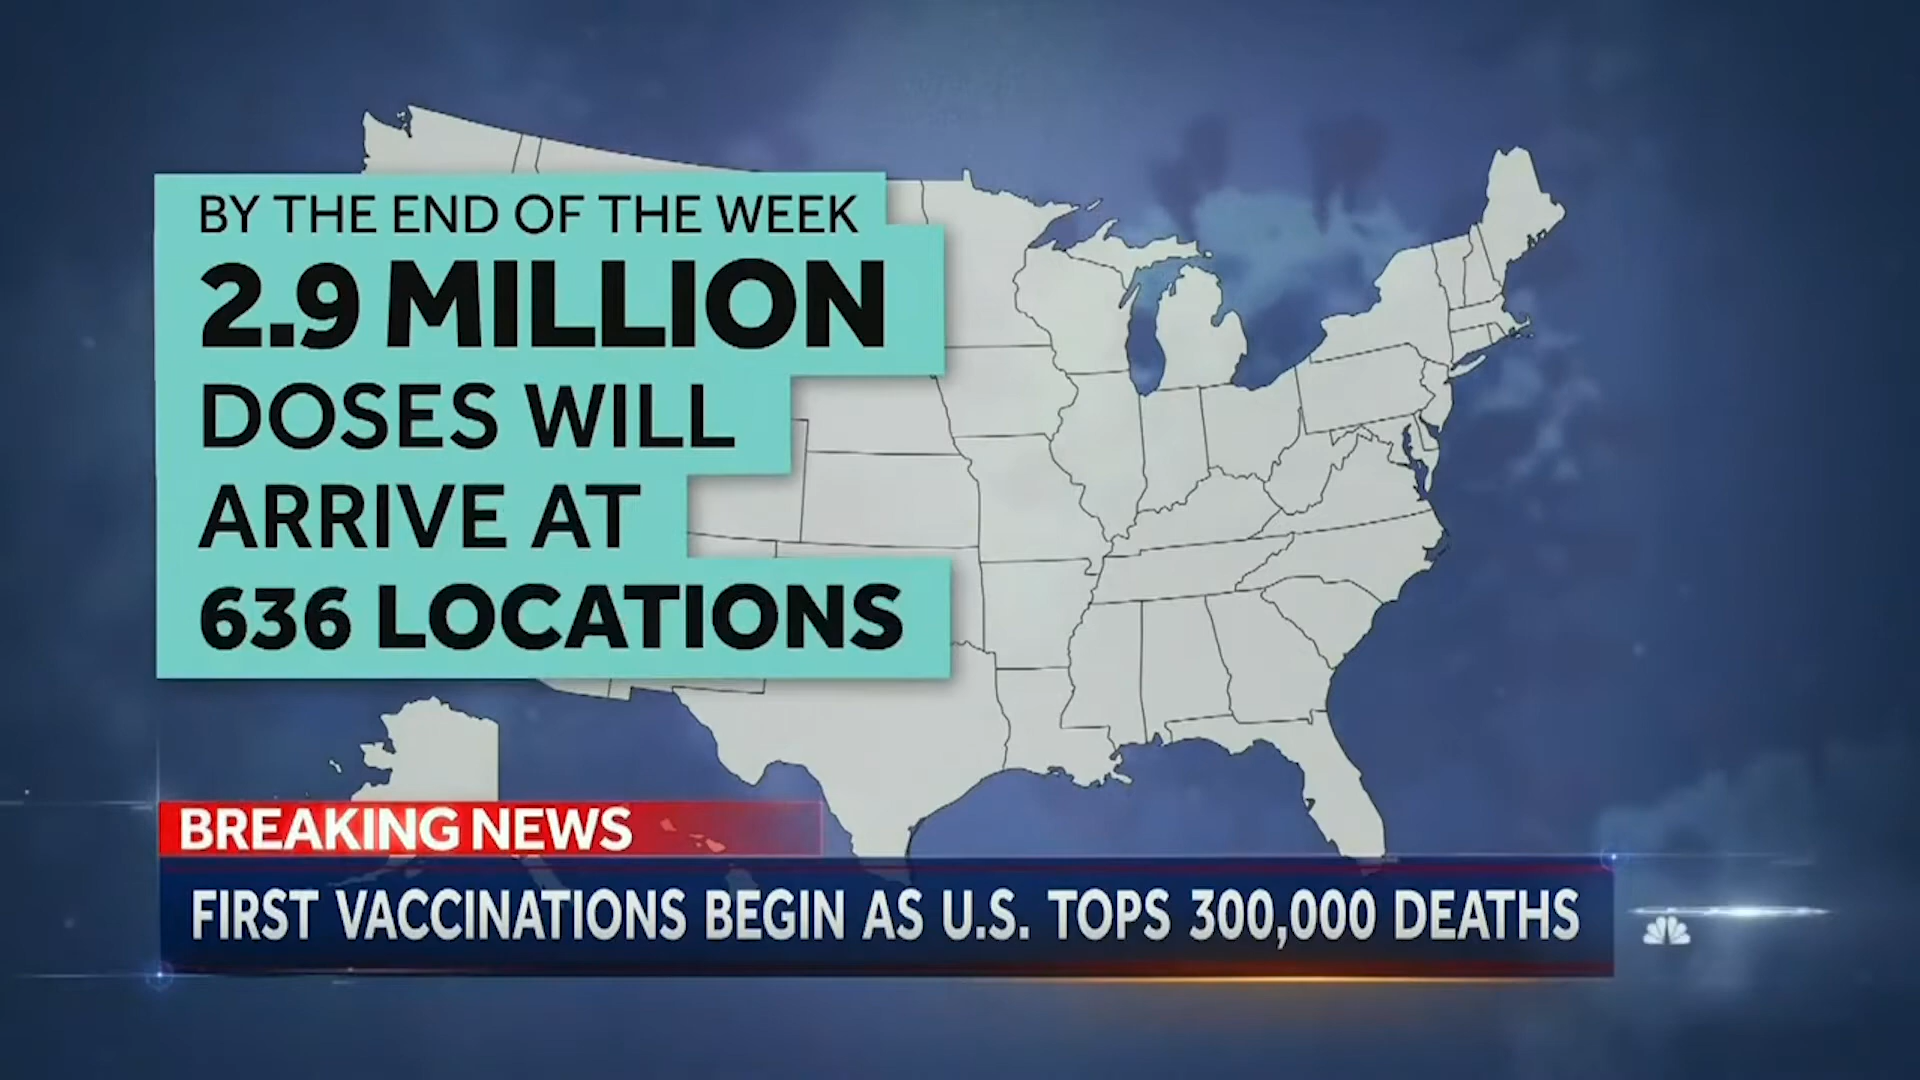 BY THE END OF THE WEEK
2.9 MILLION
DOSES WILL
ARRIVE AT
636 LOCATIONS
BREAKING NEWS
FIRST VACCINATIONS BEGIN AS U.S. TOPS 300,000 DEATHS